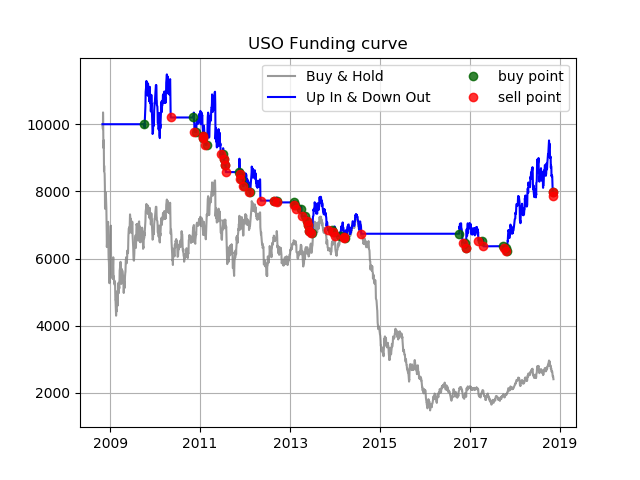 USO Funding curve
Buy & Hold
Up In & Down Out
buy point
sell point
10000
8000
6000
4000
2000
2009 2011 2013 2015 2017 2019